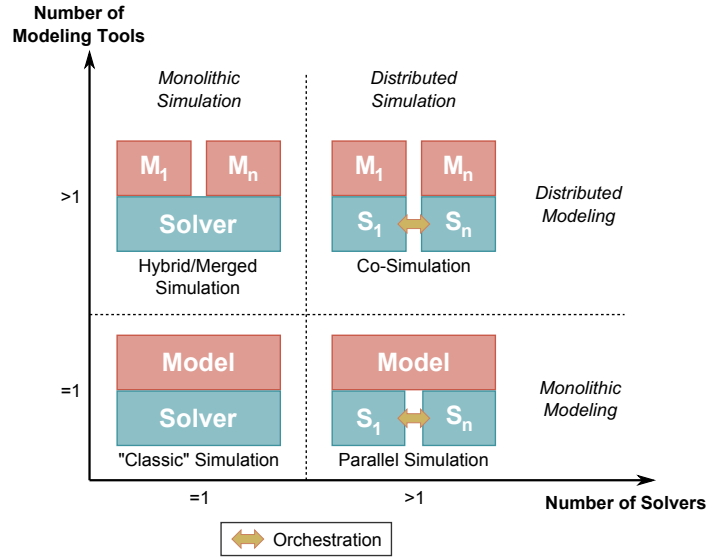 Number of
Modeling Tools
Monolithic
Simulation
Distributed
Simulation
>1
M1
Mn
Solver
Hybrid/Merged
Simulation
M1
Mn
S1
Sn
Co-Simulation
Distributed
Modeling
=1
Model
Solver
"Classic" Simulation
Model
S1
Sn
Parallel Simulation
Monolithic
Modeling
=1
>1
Number of Solvers
Orchestration